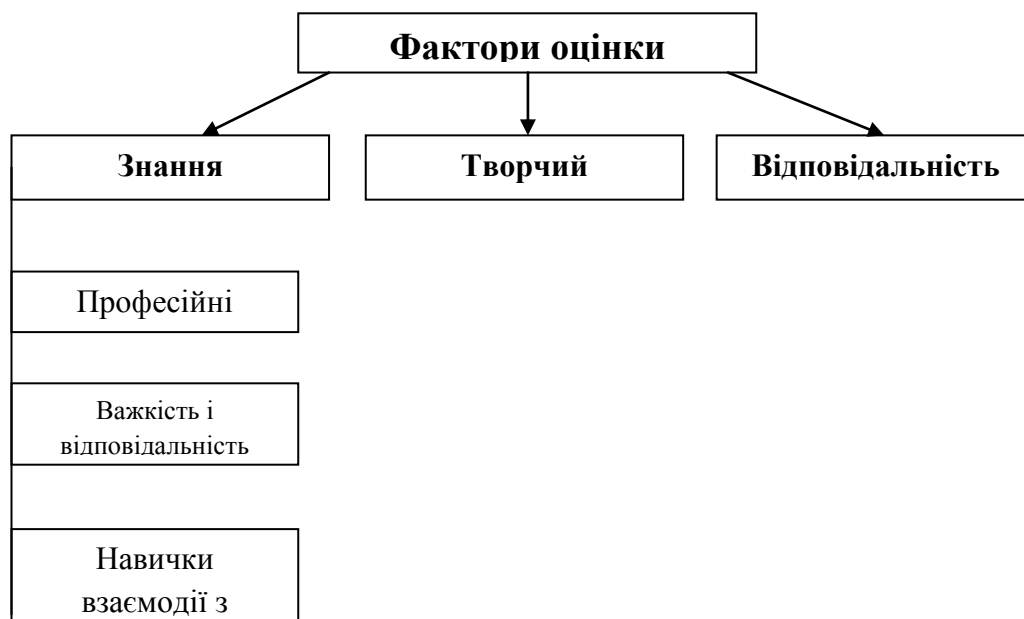 Фактори оцінки
Знання
Творчий
Відповідальність
Професійні
Важкість і
відповідальність
Навички
взаємодії з